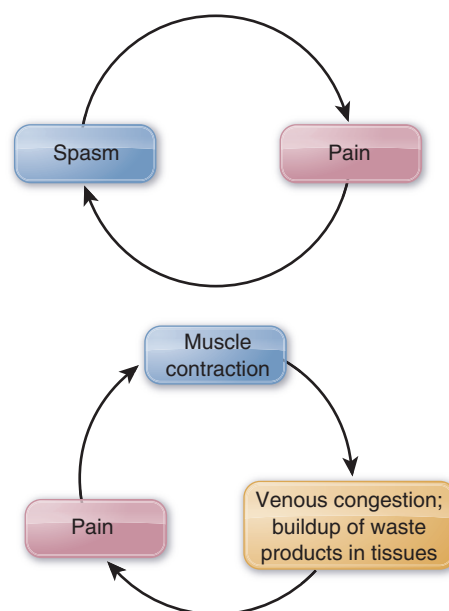 Spasm
Pain
Muscle
contraction
Venous congestion;
buildup of waste
products in tissues
Pain